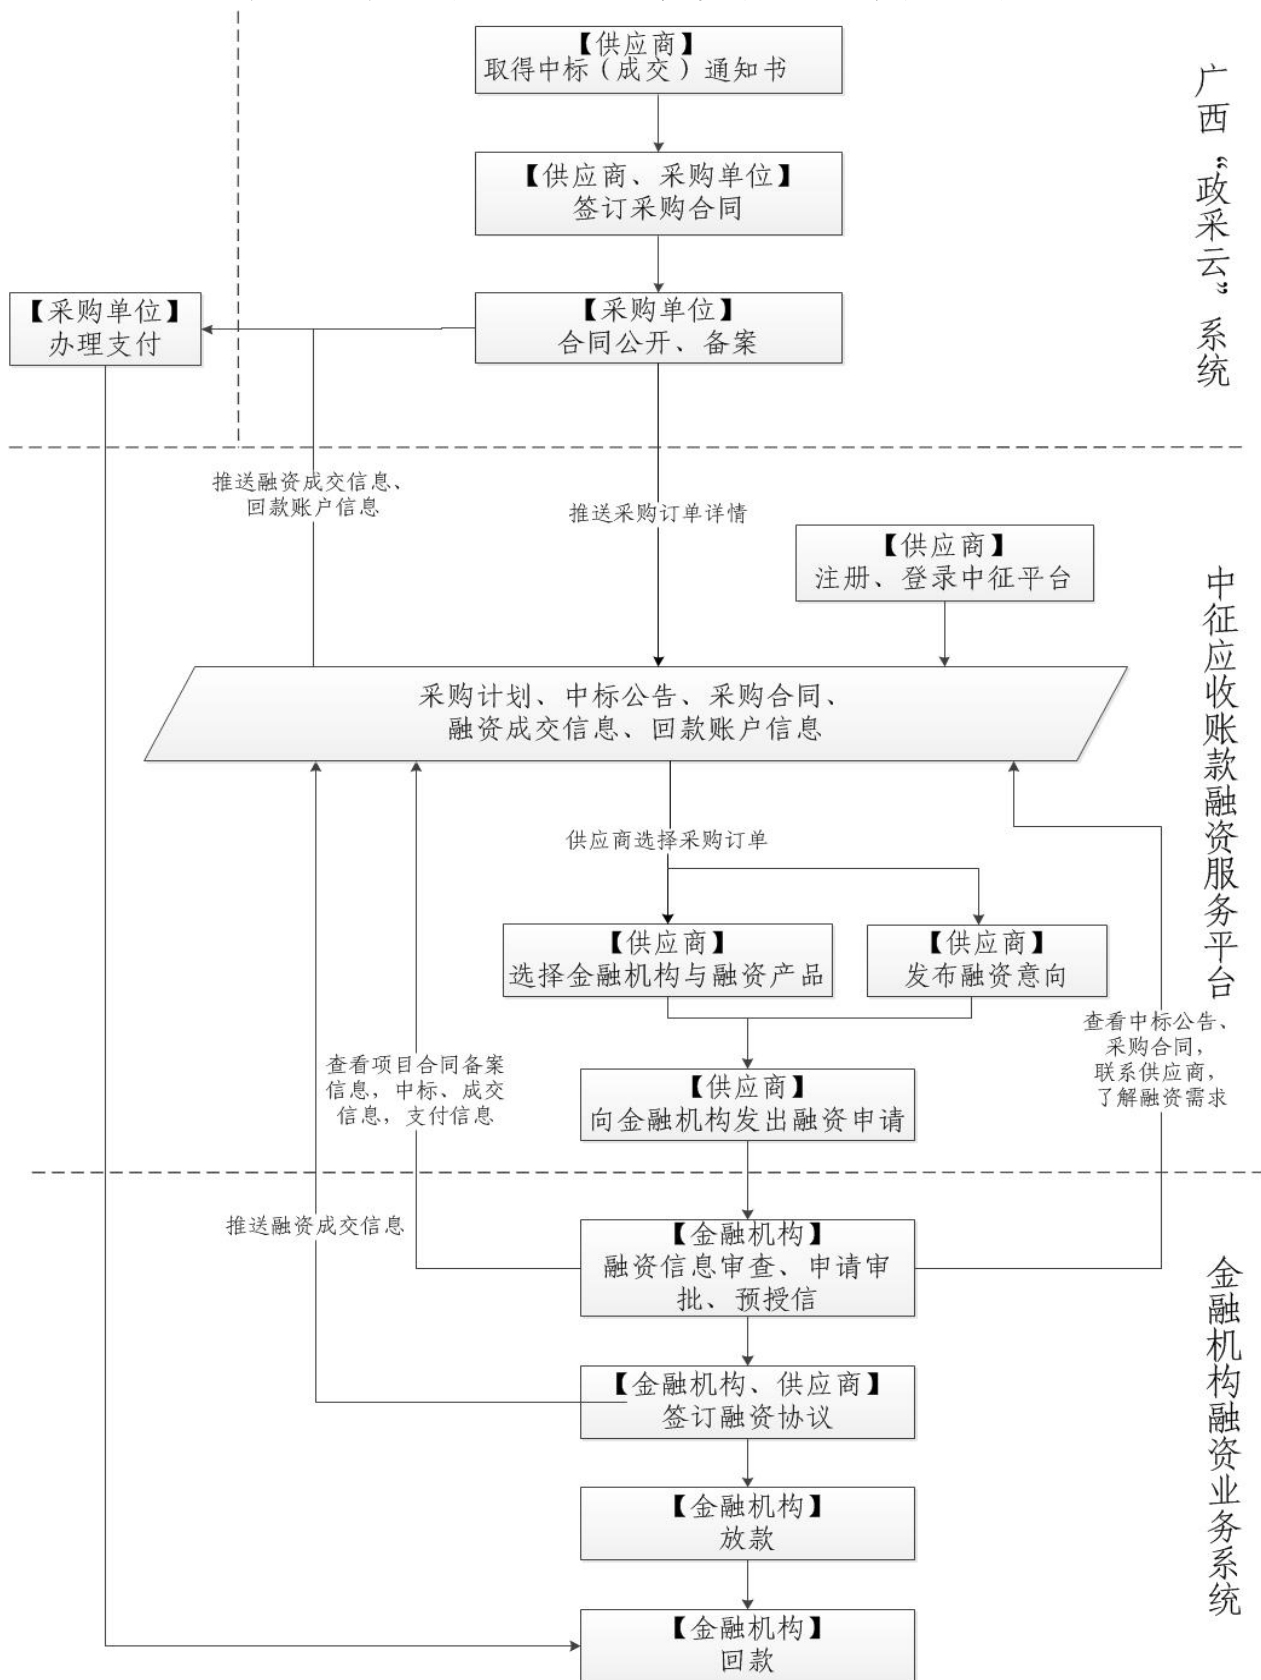 【供应商】
取得中标（成交）通知书
广西“政采云”系统
【供应商、采购单位】
签订采购合同
【采购单位】
办理支付
【采购单位】
合同公开、备案
推送融资成交信息、
回款账户信息
推送采购订单详情
【供应商】
注册、登录中征平台
中征应收账款融资服务平台
采购计划、中标公告、采购合同、
融资成交信息、回款账户信息
供应商选择采购订单
【供应商】
选择金融机构与融资产品
【供应商】
发布融资意向
查看中标公告、
采购合同，
联系供应商，
了解融资需求
查看项目合同备案
信息，中标、成交
信息，支付信息
【供应商】
向金融机构发出融资申请
推送融资成交信息
【金融机构】
融资信息审查、申请审
批、预授信
金融机构融资业务系统
【金融机构、供应商】
签订融资协议
【金融机构】
放款
【金融机构】
回款